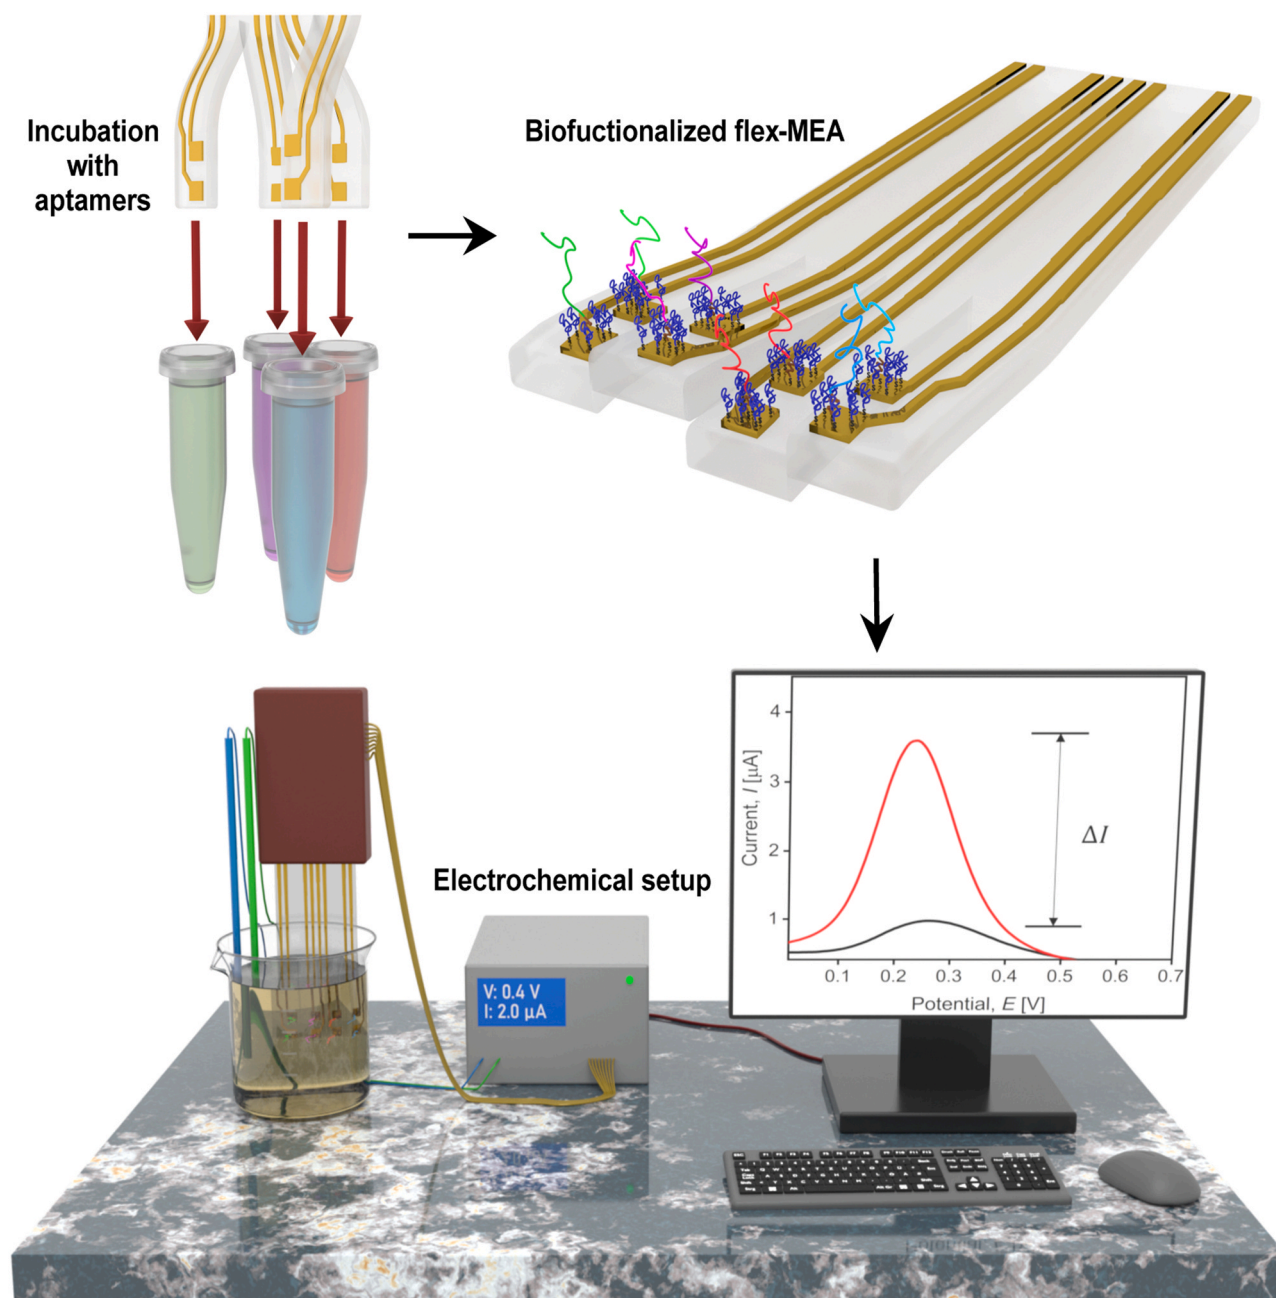 Incubation
with
aptamers
Biofuctionalized flex-MEA
Electrochemical setup
V: 0.4 V
I: 2.0 µA
Current, I [µA]
4
3
2
1
ΔI
0.1 0.2 0.3 0.4 0.5 0.6 0.7
Potential, E [V]